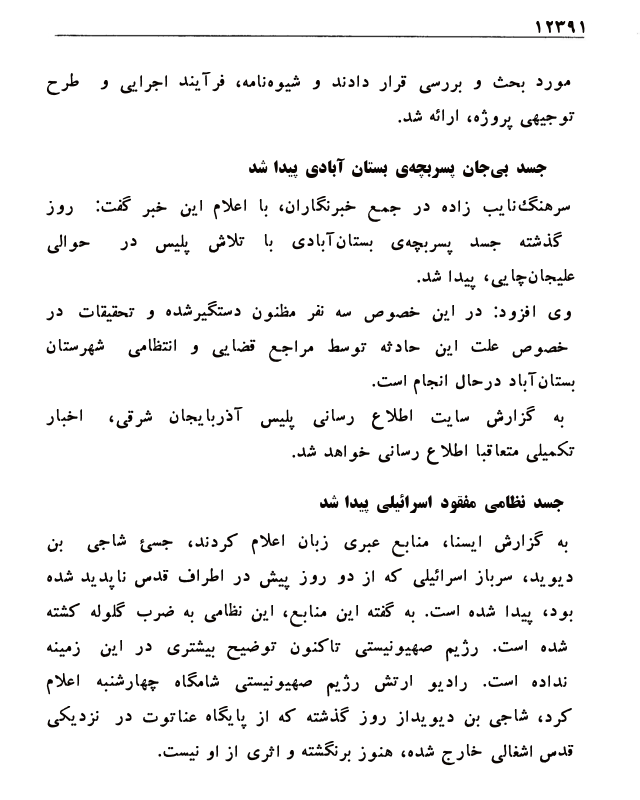 ۱۲۳۹۱
مورد بحث و بررسی قرار دادند و شیوه‌نامه، فرآیند اجرایی و طرح
توجیهی پروژه، ارائه شد.
جسد بی‌جان پسربچه‌ی بستان آبادی پیدا شد
سرهنگ‌نایب زاده در جمع خبرنگاران، با اعلام این خبر گفت: روز
گذشته جسد پسربچه‌ی بستان‌آبادی با تلاش پلیس در حوالی
علیجان‌چایی، پیدا شد.
وی افزود: در این خصوص سه نفر مظنون دستگیرشده و تحقیقات در
خصوص علت این حادثه توسط مراجع قضایی و انتظامی شهرستان
بستان‌آباد درحال انجام است.
به گزارش سایت اطلاع رسانی پلیس آذربایجان شرقی، اخبار
تکمیلی متعاقبا اطلاع رسانی خواهد شد.
جسد نظامی مفقود اسرائیلی پیدا شد
به گزارش ایسنا، منابع عبری زبان اعلام کردند، جسئ شاجی بن
دیوید، سرباز اسرائیلی که از دو روز پیش در اطراف قدس ناپدید شده
بود، پیدا شده است. به گفته این منابع، این نظامی به ضرب گلوله کشته
شده است. رژیم صهیونیستی تاکنون توضیح بیشتری در این زمینه
نداده است. رادیو ارتش رژیم صهیونیستی شامگاه چهارشنبه اعلام
کرد، شاجی بن دیویداز روز گذشته که از پایگاه عناتوت در نزدیکی
قدس اشغالی خارج شده، هنوز برنگشته و اثری از او نیست.